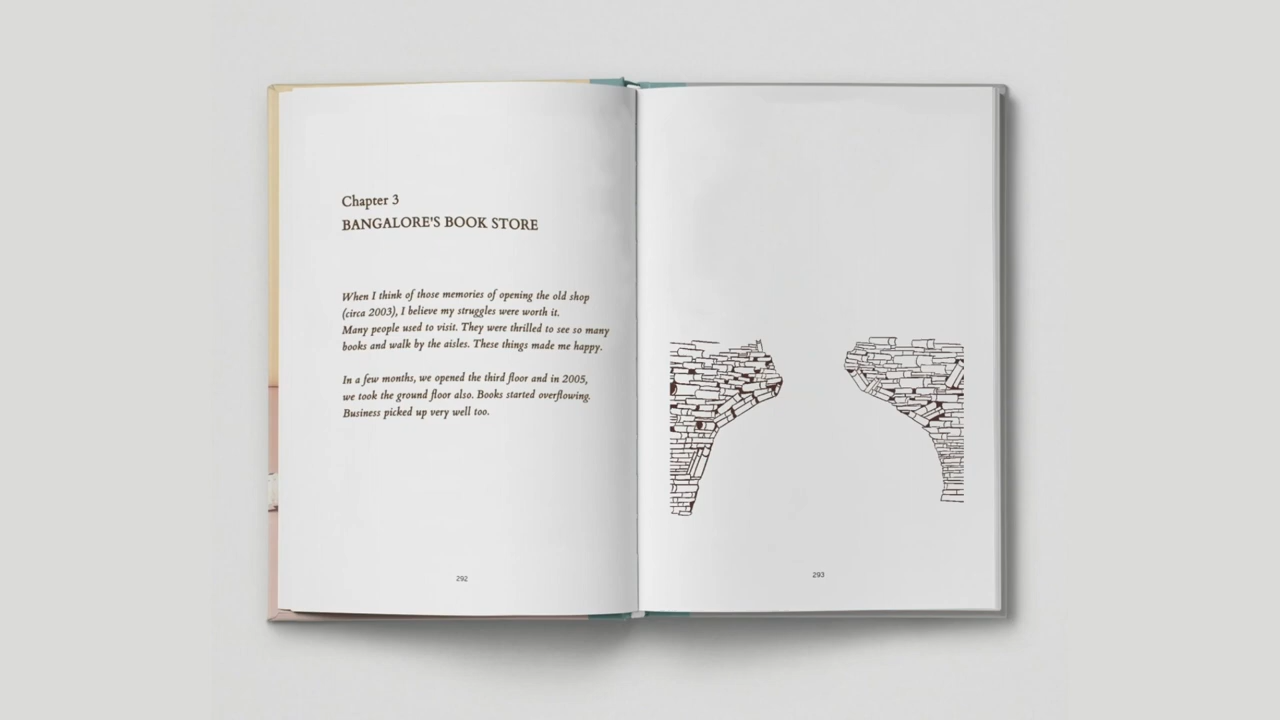 Chapter 3
BANGALORE'S BOOK STORE
When I think of those memories of opening the old shop
(circa 2003), I believe my struggles were worth it.
Many people used to visit. They were thrilled to see so many
books and walk by the aisles. These things made me happy.
In a few months, we opened the third floor and in 2005,
we took the ground floor also. Books started overflowing.
Business picked up very well too.
292
293